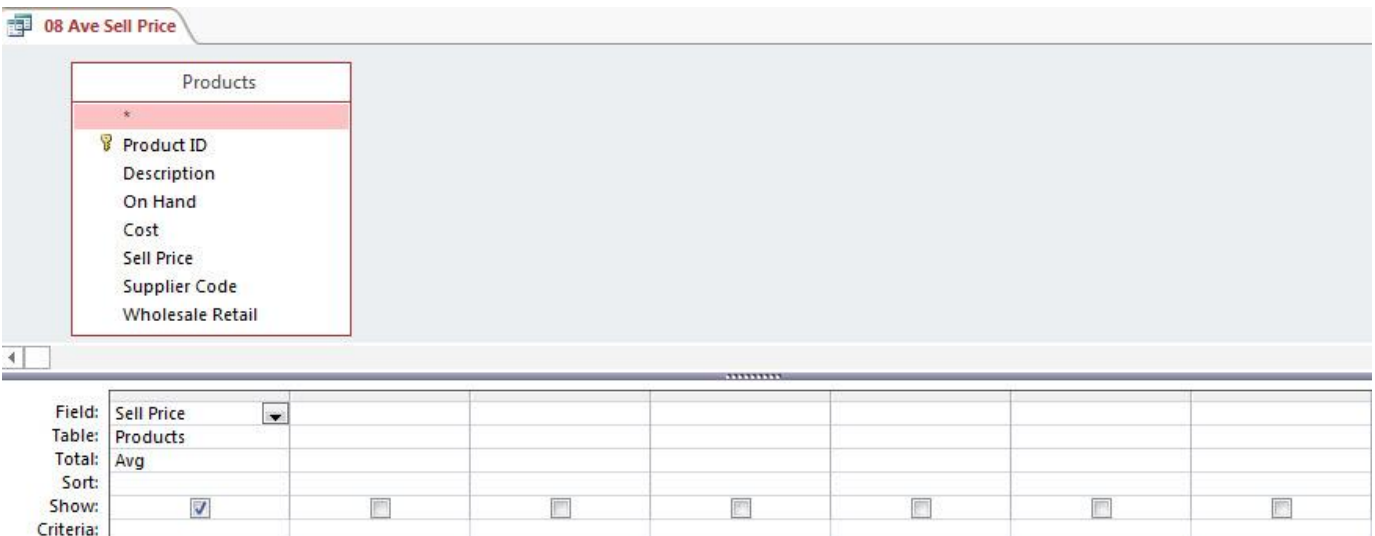 08 Ave Sell Price
Products
*
Product ID
Description
On Hand
Cost
Sell Price
Supplier Code
Wholesale Retail
Field: Sell Price
Table: Products
Total: Avg
Sort:
Show:
Criteria: